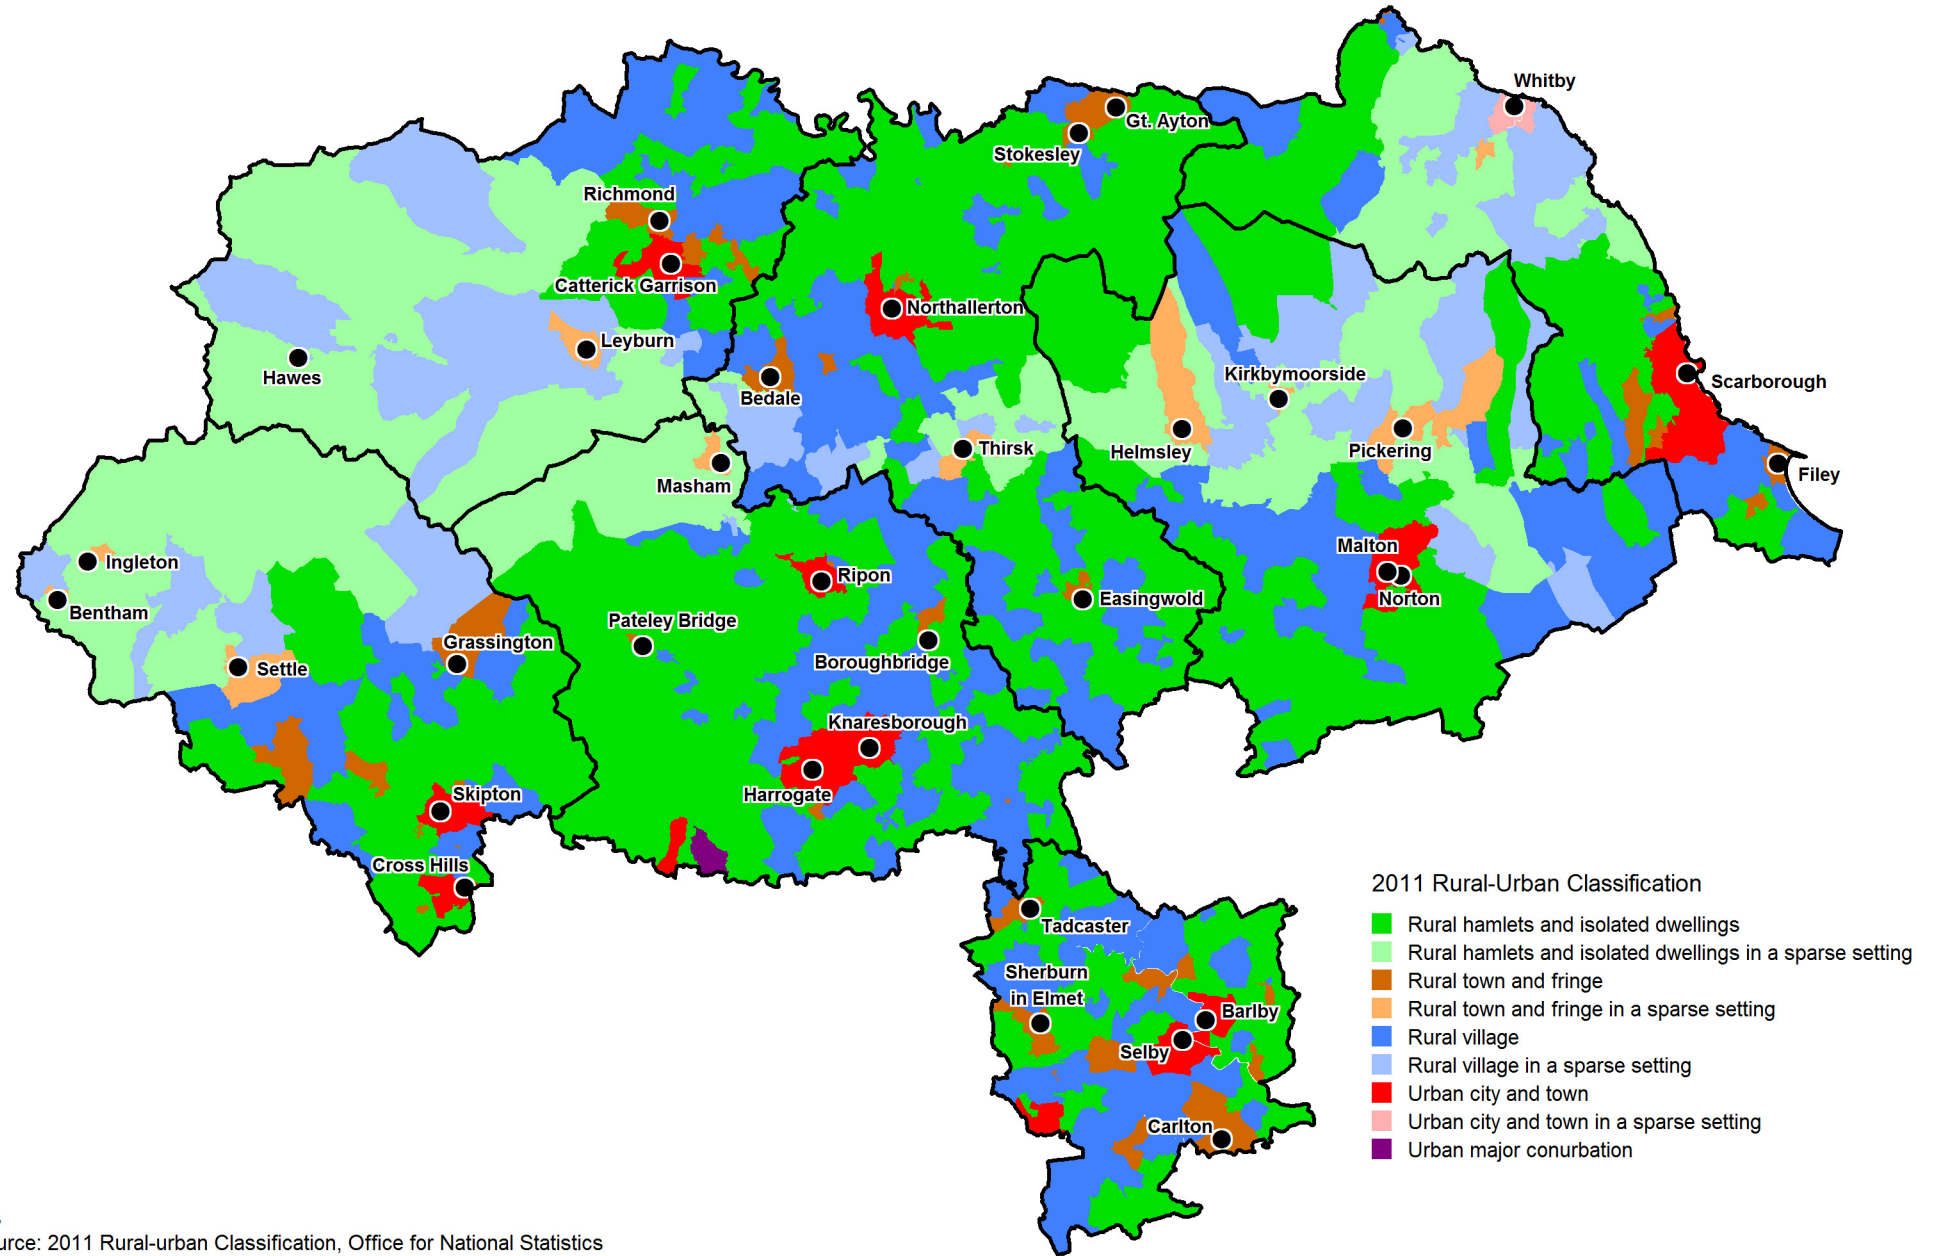 Whitby
Gt. Ayton
Stokesley
Richmond
Catterick Garrison
Northallerton
Leyburn
Hawes
Bedale
Kirkbymoorside
Scarborough
Thirsk
Helmsley
Pickering
Masham
Filey
Malton
Ingleton
Ripon
Bentham
Easingwold
Norton
Pateley Bridge
Grassington
Boroughbridge
Settle
Knaresborough
Harrogate
Skipton
Cross Hills
Tadcaster
Sherburn
in Elmet
Barlby
Selby
Carlton
2011 Rural-Urban Classification
Rural hamlets and isolated dwellings
Rural hamlets and isolated dwellings in a sparse setting
Rural town and fringe
Rural town and fringe in a sparse setting
Rural village
Rural village in a sparse setting
Urban city and town
Urban city and town in a sparse setting
Urban major conurbation
urce: 2011 Rural-urban Classification, Office for National Statistics